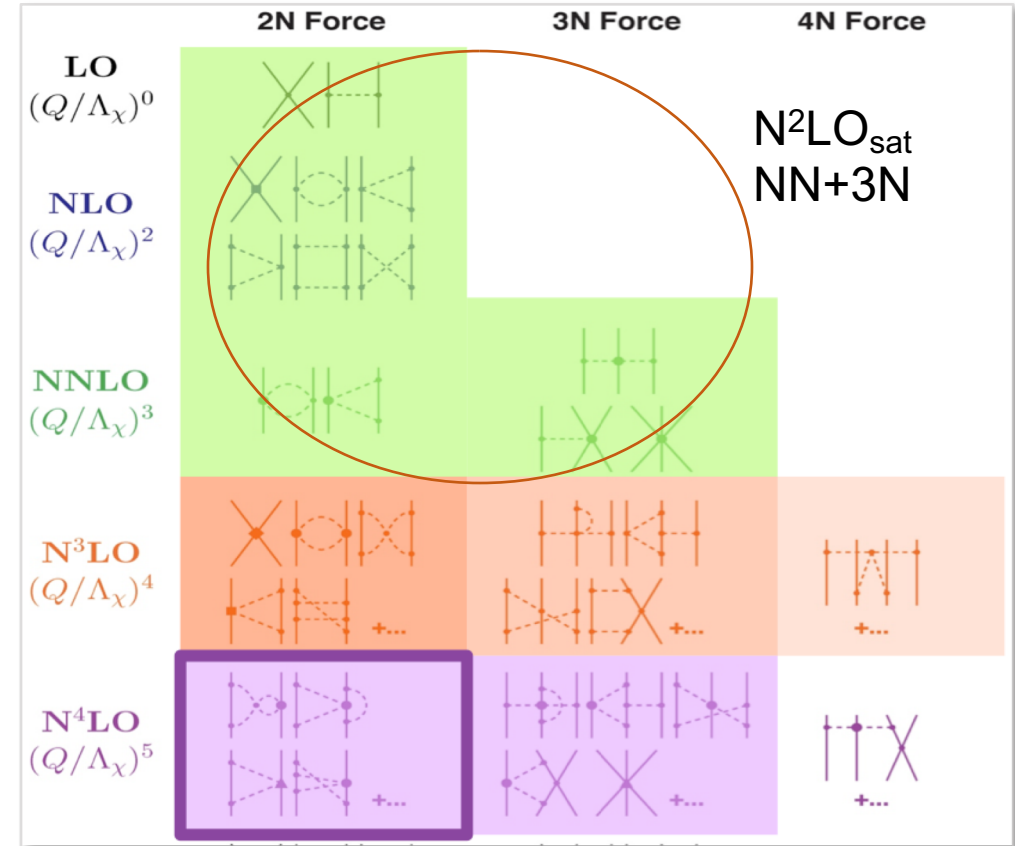 2N Force 3N Force 4N Force
LO
(Q/Λχ)⁰
N²LOsat
NN+3N
NLO
(Q/Λχ)²
NNLO
(Q/Λχ)³
N³LO
(Q/Λχ)⁴
+... +... +...
N⁴LO
(Q/Λχ)⁵
+... +... +...